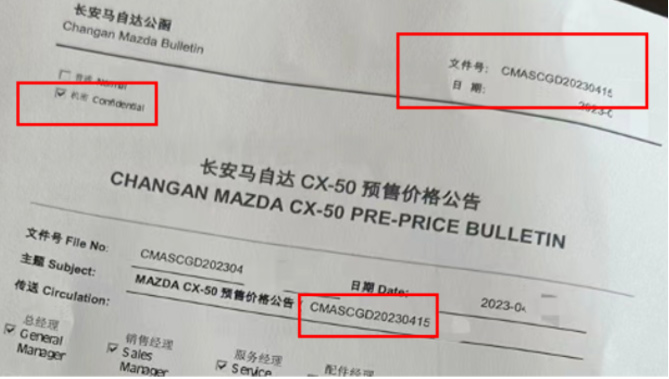 长安马自达公函
Changan Mazda Bulletin
文件号: CMASCGD20230415
日 期: 2023-0
普通 Normal
机密 Confidential
长安马自达 CX-50 预售价格公告
CHANGAN MAZDA CX-50 PRE-PRICE BULLETIN
文件号 File No: CMASCGD202304
日期 Date: 2023-04
主题 Subject: MAZDA CX-50 预售价格公告 CMASCGD20230415
传送 Circulation:
总经理 General Manager
销售经理 Sales Manager
服务经理 Service
配件经理